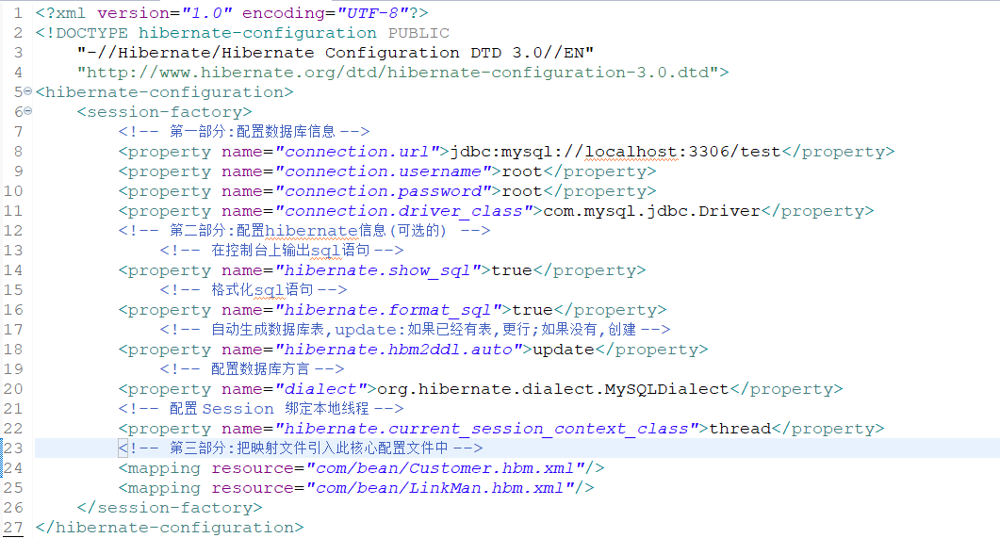 1 <?xml version="1.0" encoding="UTF-8"?>
2 <!DOCTYPE hibernate-configuration PUBLIC
3 "-//Hibernate/Hibernate Configuration DTD 3.0//EN"
4 "http://www.hibernate.org/dtd/hibernate-configuration-3.0.dtd">
5 <hibernate-configuration>
6 <session-factory>
7 <!-- 第一部分:配置数据库信息 -->
8 <property name="connection.url">jdbc:mysql://localhost:3306/test</property>
9 <property name="connection.username">root</property>
10 <property name="connection.password">root</property>
11 <property name="connection.driver_class">com.mysql.jdbc.Driver</property>
12 <!-- 第二部分:配置hibernate信息(可选的) -->
13 <!-- 在控制台上输出sql语句 -->
14 <property name="hibernate.show_sql">true</property>
15 <!-- 格式化sql语句 -->
16 <property name="hibernate.format_sql">true</property>
17 <!-- 自动生成数据库表,update:如果已经有表,更行;如果没有,创建 -->
18 <property name="hibernate.hbm2ddl.auto">update</property>
19 <!-- 配置数据库方言 -->
20 <property name="dialect">org.hibernate.dialect.MySQLDialect</property>
21 <!-- 配置 Session 绑定本地线程 -->
22 <property name="hibernate.current_session_context_class">thread</property>
23 <!-- 第三部分:把映射文件引入此核心配置文件中 -->
24 <mapping resource="com/bean/Customer.hbm.xml"/>
25 <mapping resource="com/bean/LinkMan.hbm.xml"/>
26 </session-factory>
27 </hibernate-configuration>